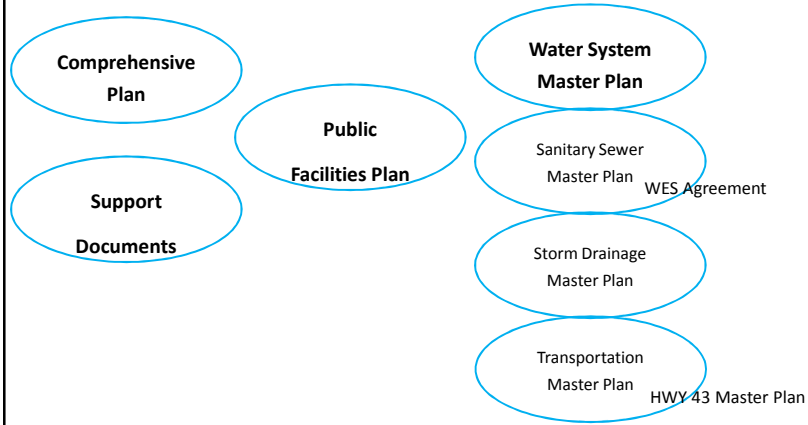 Comprehensive
Plan
Support
Documents
Public
Facilities Plan
Water System
Master Plan
Sanitary Sewer
Master Plan
WES Agreement
Storm Drainage
Master Plan
Transportation
Master Plan
HWY 43 Master Plan